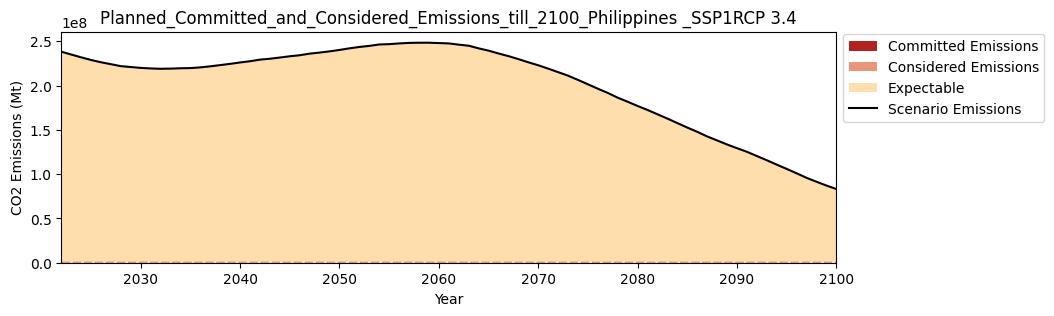 Planned_Committed_and_Considered_Emissions_till_2100_Philippines _SSP1RCP 3.4
1e8
2.5
2.0
1.5
1.0
0.5
0.0
CO2 Emissions (Mt)
2030 2040 2050 2060 2070 2080 2090 2100
Year
Committed Emissions
Considered Emissions
Expectable
Scenario Emissions